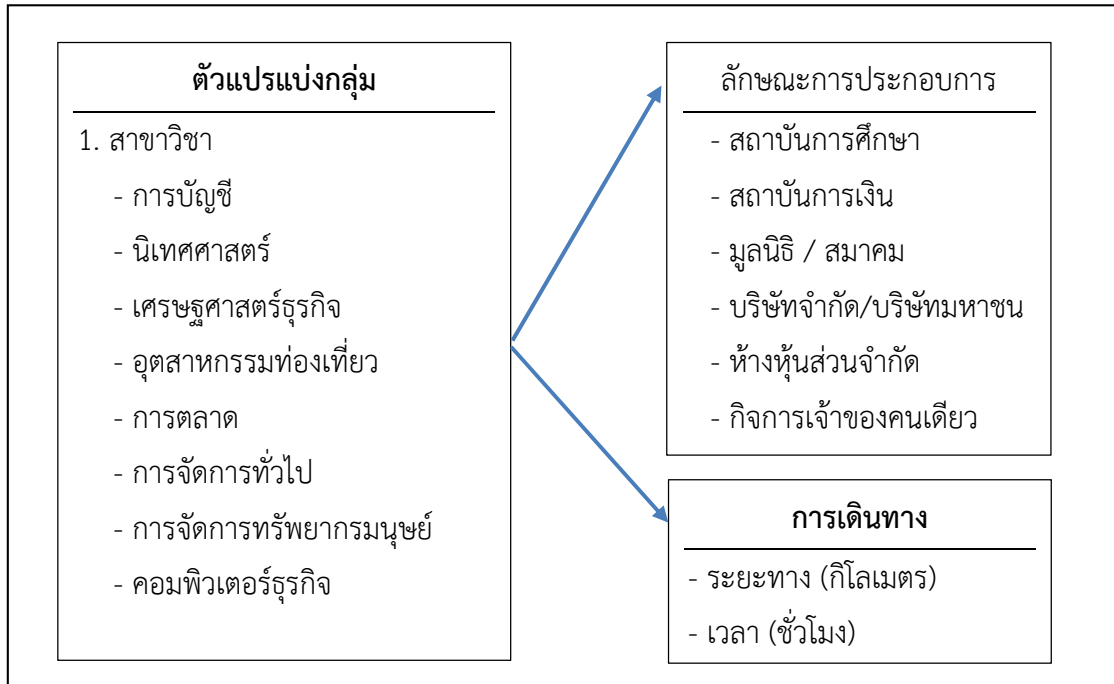 ตัวแปรแบ่งกลุ่ม
1. สาขาวิชา
- การบัญชี
- นิเทศศาสตร์
- เศรษฐศาสตร์ธุรกิจ
- อุตสาหกรรมท่องเที่ยว
- การตลาด
- การจัดการทั่วไป
- การจัดการทรัพยากรมนุษย์
- คอมพิวเตอร์ธุรกิจ
ลักษณะการประกอบการ
- สถาบันการศึกษา
- สถาบันการเงิน
- มูลนิธิ / สมาคม
- บริษัทจำกัด/บริษัทมหาชน
- ห้างหุ้นส่วนจำกัด
- กิจการเจ้าของคนเดียว
การเดินทาง
- ระยะทาง (กิโลเมตร)
- เวลา (ชั่วโมง)